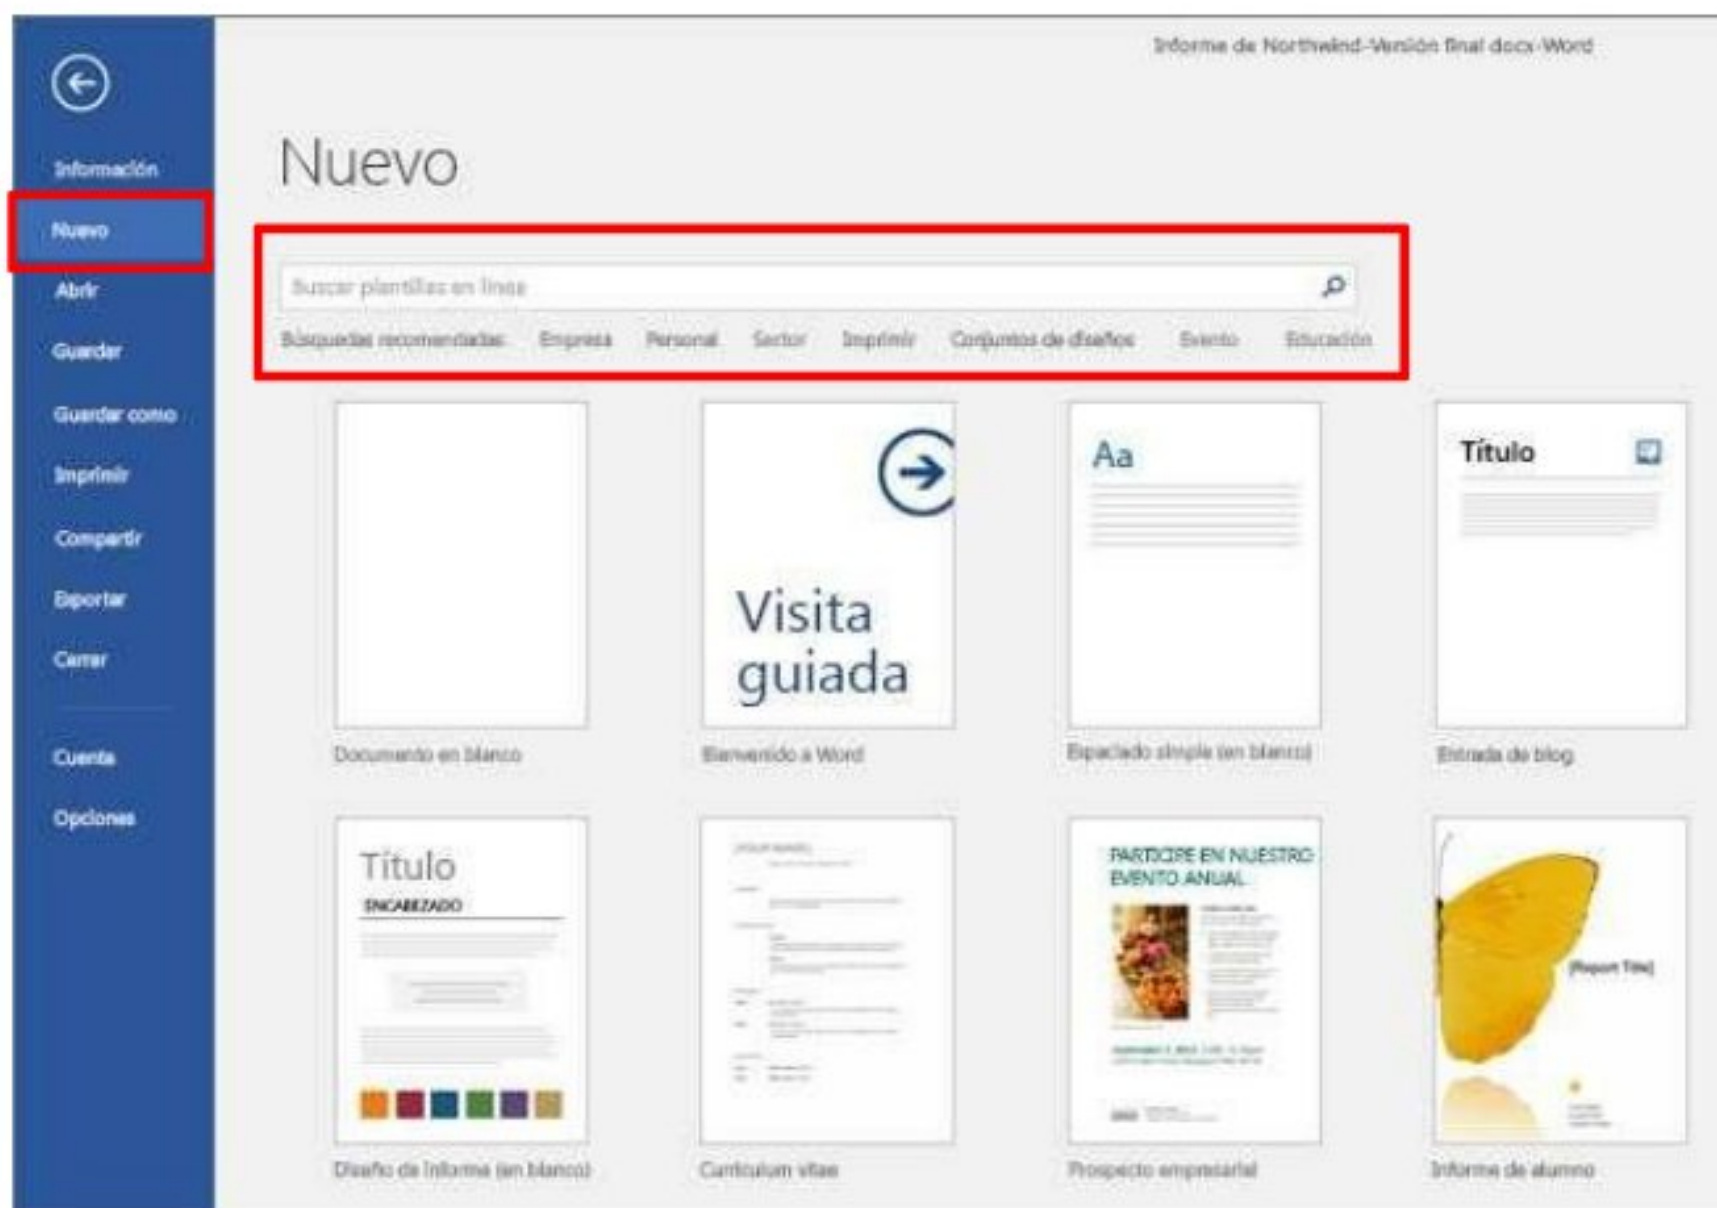 Informe de Northwind-Versión final docx-Word
Información
Nuevo
Abrir
Guardar
Guardar como
Imprimir
Compartir
Exportar
Cerrar
Cuenta
Opciones
Nuevo
Buscar plantillas en línea
Búsquedas recomendadas: Empresa Personal Sector Imprimir Conjuntos de diseños Evento Educación
Visita
guiada
Aa
Título
Documento en blanco
Bienvenido a Word
Espaciado simple (en blanco)
Entrada de blog
Título
ENCABEZADO
[YOUR NAME]
PARTICIPE EN NUESTRO
EVENTO ANUAL
[Report Title]
Diseño de Informe (en blanco)
Curriculum vitae
Prospecto empresarial
Informe de alumno